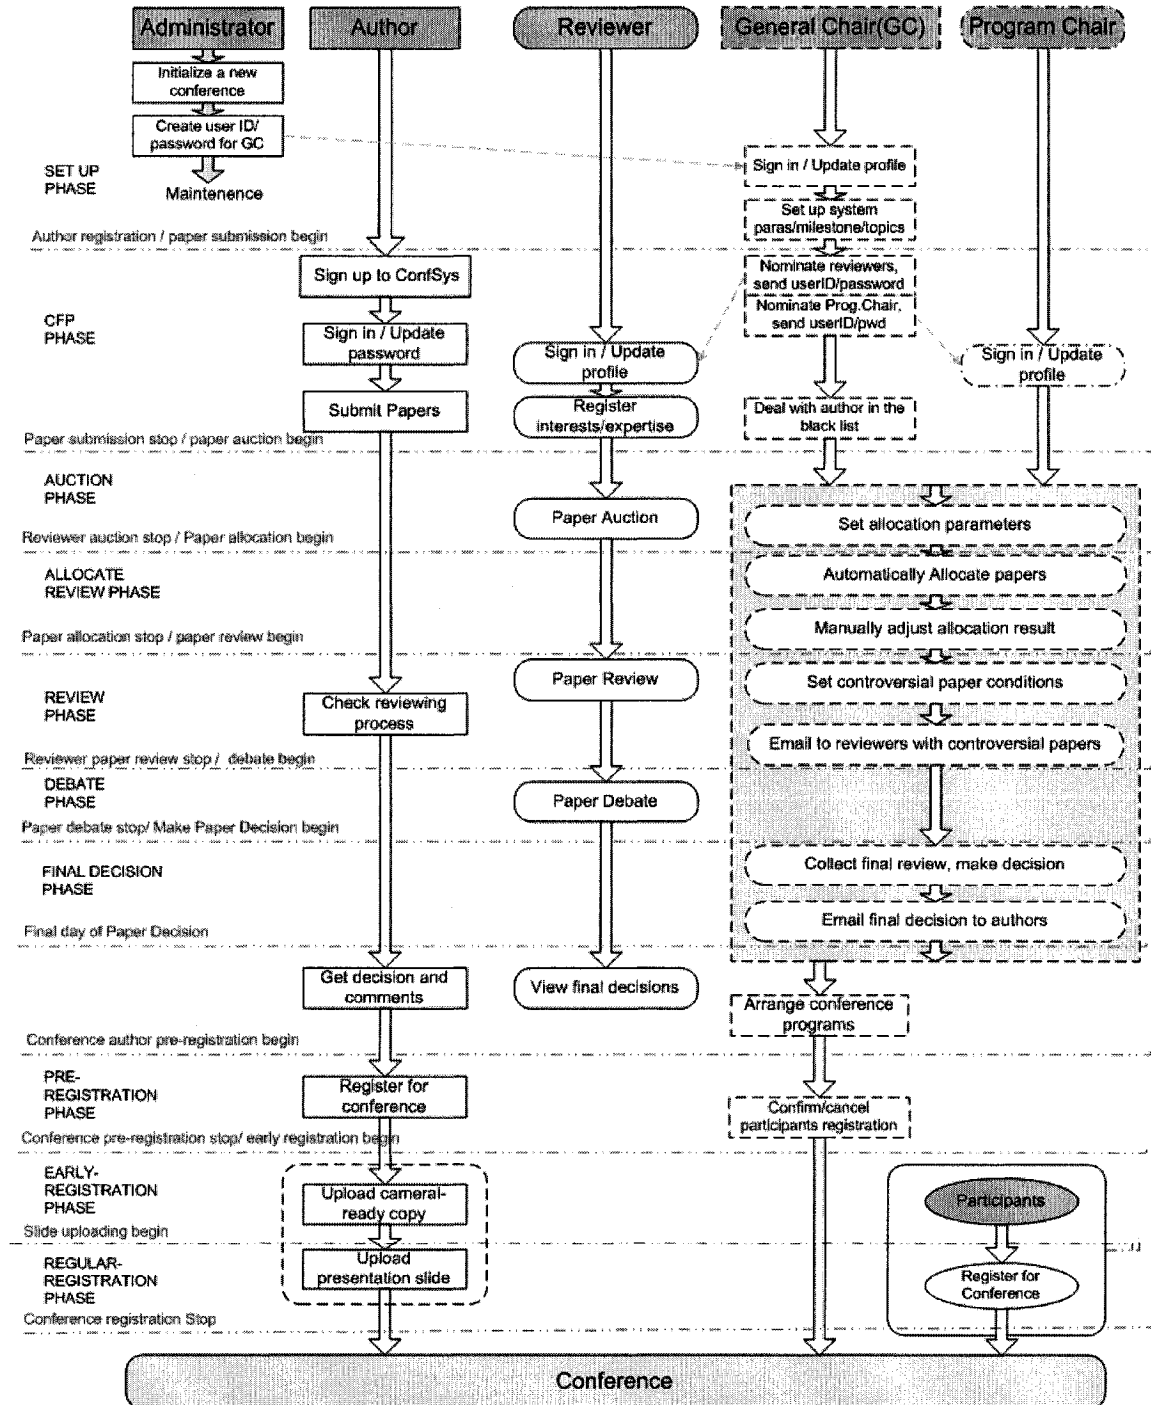 Administrator
Author
Reviewer
General Chair(GC)
Program Chair
Initialize a new
conference
Create user ID/
password for GC
Maintenence
SET UP
PHASE
Sign in / Update profile
Set up system
paras/milestone/topics
Author registration / paper submission begin
Sign up to ConfSys
Nominate reviewers,
send userID/password
Nominate Prog.Chair,
send userID/pwd
CFP
PHASE
Sign in / Update
password
Sign in / Update
profile
Sign in / Update
profile
Submit Papers
Register
interests/expertise
Deal with author in the
black list
Paper submission stop / paper auction begin
AUCTION
PHASE
Paper Auction
Set allocation parameters
Reviewer auction stop / Paper allocation begin
ALLOCATE
REVIEW PHASE
Automatically Allocate papers
Manually adjust allocation result
Paper allocation stop / paper review begin
REVIEW
PHASE
Check reviewing
process
Paper Review
Set controversial paper conditions
Email to reviewers with controversial papers
Reviewer paper review stop / debate begin
DEBATE
PHASE
Paper Debate
Paper debate stop/ Make Paper Decision begin
FINAL DECISION
PHASE
Collect final review, make decision
Email final decision to authors
Final day of Paper Decision
Get decision and
comments
View final decisions
Arrange conference
programs
Conference author pre-registration begin
PRE-
REGISTRATION
PHASE
Register for
conference
Confirm/cancel
participants registration
Conference pre-registration stop/ early registration begin
EARLY-
REGISTRATION
PHASE
Upload cameral-
ready copy
Participants
Slide uploading begin
REGULAR-
REGISTRATION
PHASE
Upload
presentation slide
Register for
Conference
Conference registration Stop
Conference